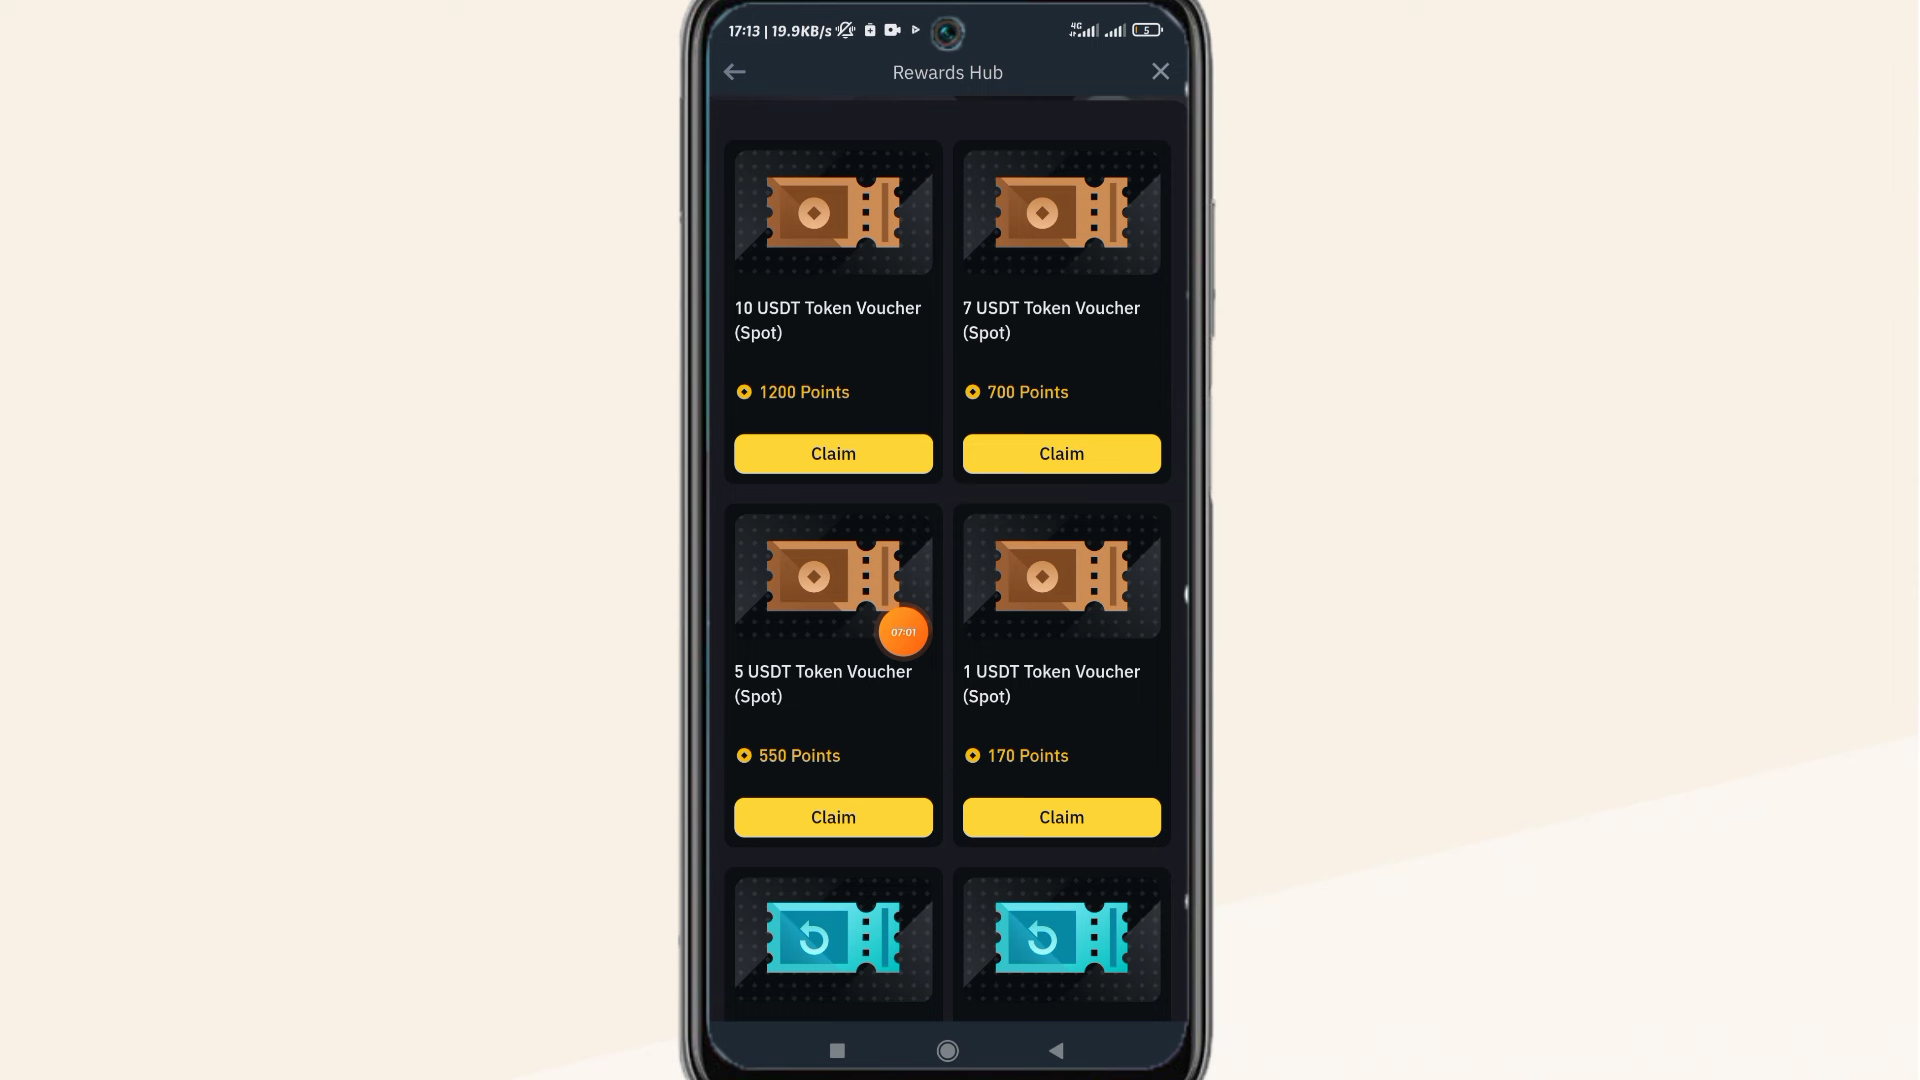 17:13 | 19.9KB/s
4G
5
Rewards Hub
10 USDT Token Voucher (Spot)
1200 Points
Claim
7 USDT Token Voucher (Spot)
700 Points
Claim
5 USDT Token Voucher (Spot)
550 Points
Claim
07:01
1 USDT Token Voucher (Spot)
170 Points
Claim